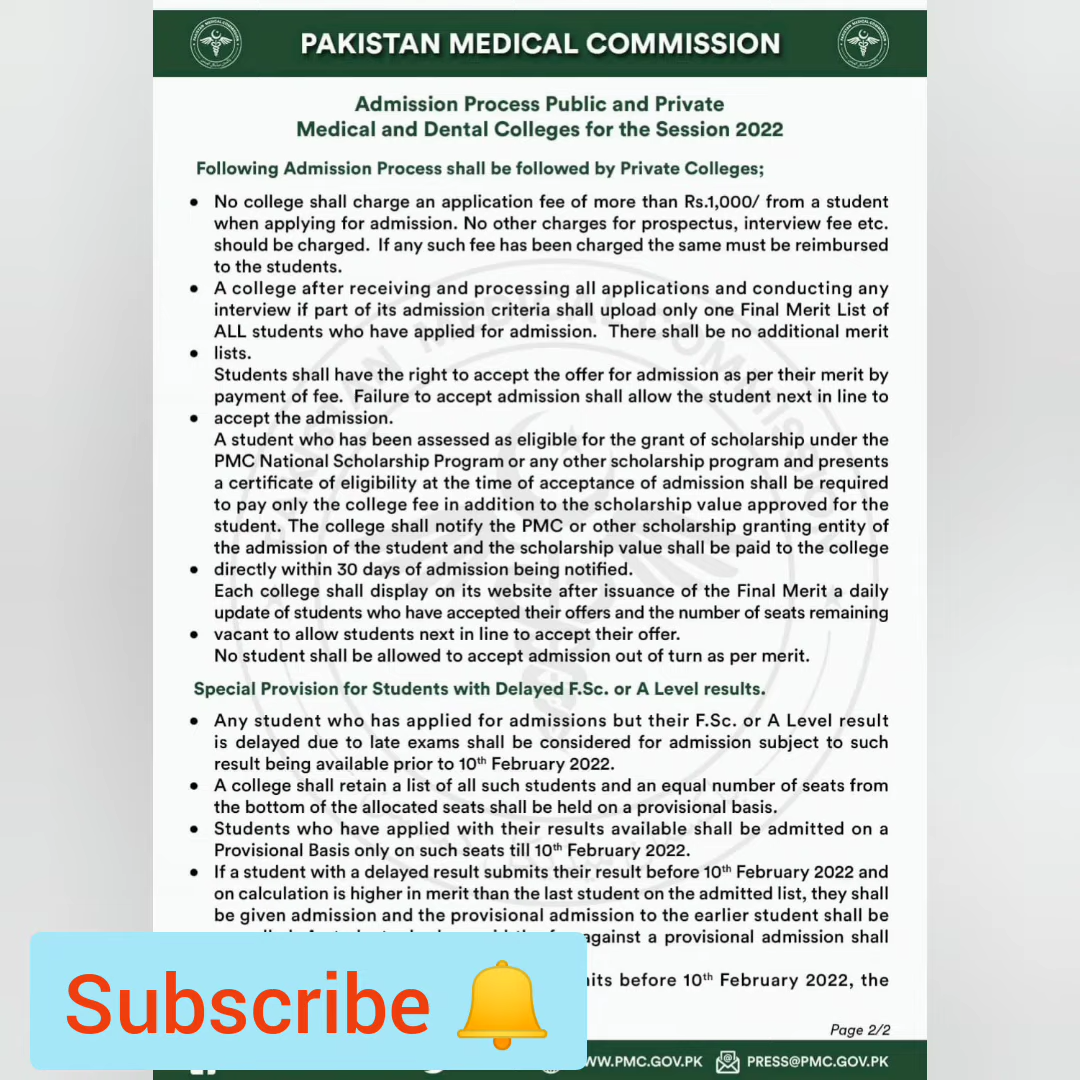 PAKISTAN MEDICAL COMMISSION
Admission Process Public and Private
Medical and Dental Colleges for the Session 2022
Following Admission Process shall be followed by Private Colleges;
• No college shall charge an application fee of more than Rs.1,000/ from a student
when applying for admission. No other charges for prospectus, interview fee etc.
should be charged. If any such fee has been charged the same must be reimbursed
to the students.
• A college after receiving and processing all applications and conducting any
interview if part of its admission criteria shall upload only one Final Merit List of
ALL students who have applied for admission. There shall be no additional merit
• lists.
Students shall have the right to accept the offer for admission as per their merit by
payment of fee. Failure to accept admission shall allow the student next in line to
• accept the admission.
A student who has been assessed as eligible for the grant of scholarship under the
PMC National Scholarship Program or any other scholarship program and presents
a certificate of eligibility at the time of acceptance of admission shall be required
to pay only the college fee in addition to the scholarship value approved for the
student. The college shall notify the PMC or other scholarship granting entity of
the admission of the student and the scholarship value shall be paid to the college
• directly within 30 days of admission being notified.
Each college shall display on its website after issuance of the Final Merit a daily
update of students who have accepted their offers and the number of seats remaining
• vacant to allow students next in line to accept their offer.
No student shall be allowed to accept admission out of turn as per merit.
Special Provision for Students with Delayed F.Sc. or A Level results.
• Any student who has applied for admissions but their F.Sc. or A Level result
is delayed due to late exams shall be considered for admission subject to such
result being available prior to 10th February 2022.
• A college shall retain a list of all such students and an equal number of seats from
the bottom of the allocated seats shall be held on a provisional basis.
• Students who have applied with their results available shall be admitted on a
Provisional Basis only on such seats till 10th February 2022.
• If a student with a delayed result submits their result before 10th February 2022 and
on calculation is higher in merit than the last student on the admitted list, they shall
be given admission and the provisional admission to the earlier student shall be
against a provisional admission shall
before 10th February 2022, the
Subscribe 🔔
Page 2/2
WW.PMC.GOV.PK PRESS@PMC.GOV.PK